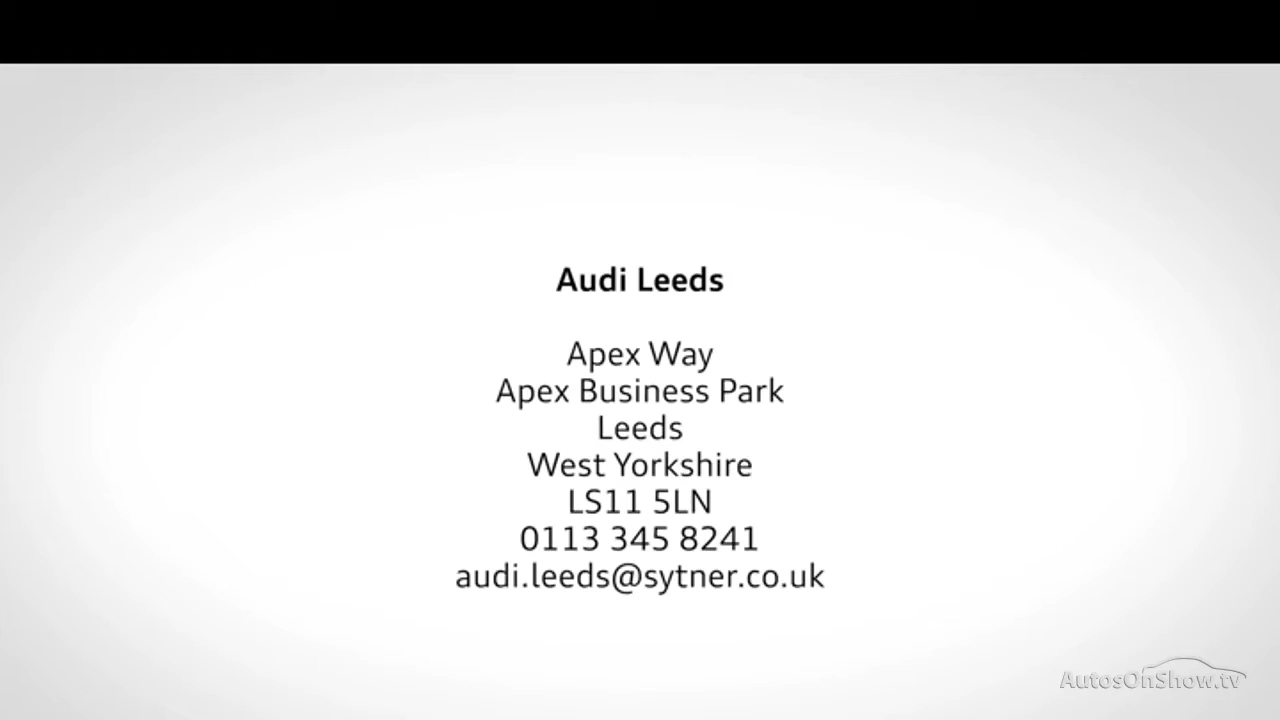 Audi Leeds
Apex Way
Apex Business Park
Leeds
West Yorkshire
LS11 5LN
0113 345 8241
audi.leeds@sytner.co.uk
AutosOnShow.tv